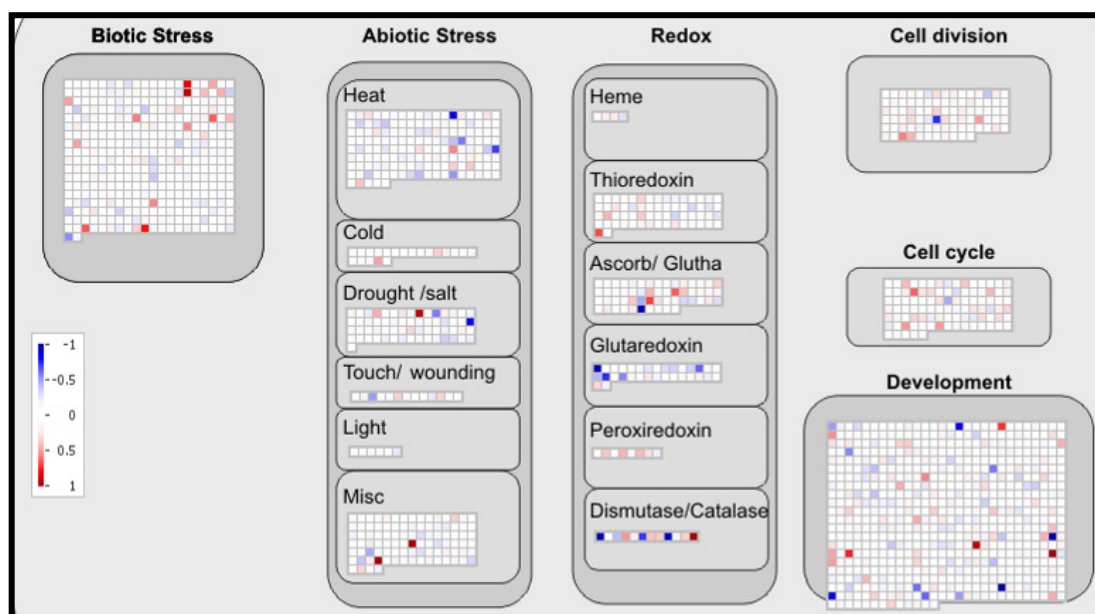 Biotic Stress
Abiotic Stress
Redox
Cell division
Heat
Heme
Thioredoxin
Cold
Ascorb/ Glutha
Cell cycle
Drought /salt
Glutaredoxin
-1
-0.5
0
0.5
1
Touch/ wounding
Development
Light
Peroxiredoxin
Misc
Dismutase/Catalase